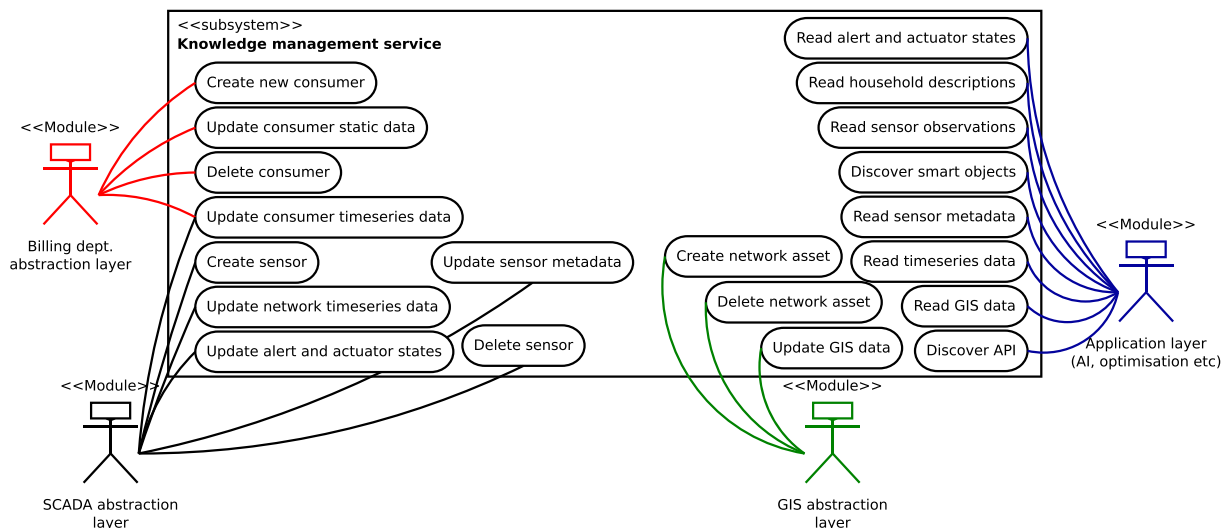 <<subsystem>>
Knowledge management service
Read alert and actuator states
Create new consumer
Read household descriptions
<<Module>>
Update consumer static data
Read sensor observations
Delete consumer
Discover smart objects
Billing dept.
abstraction layer
Update consumer timeseries data
Read sensor metadata
<<Module>>
Create sensor
Update sensor metadata
Create network asset
Read timeseries data
Update network timeseries data
Delete network asset
Read GIS data
Update alert and actuator states
Delete sensor
Update GIS data
Discover API
Application layer
(AI, optimisation etc)
<<Module>>
<<Module>>
SCADA abstraction
layer
GIS abstraction
layer